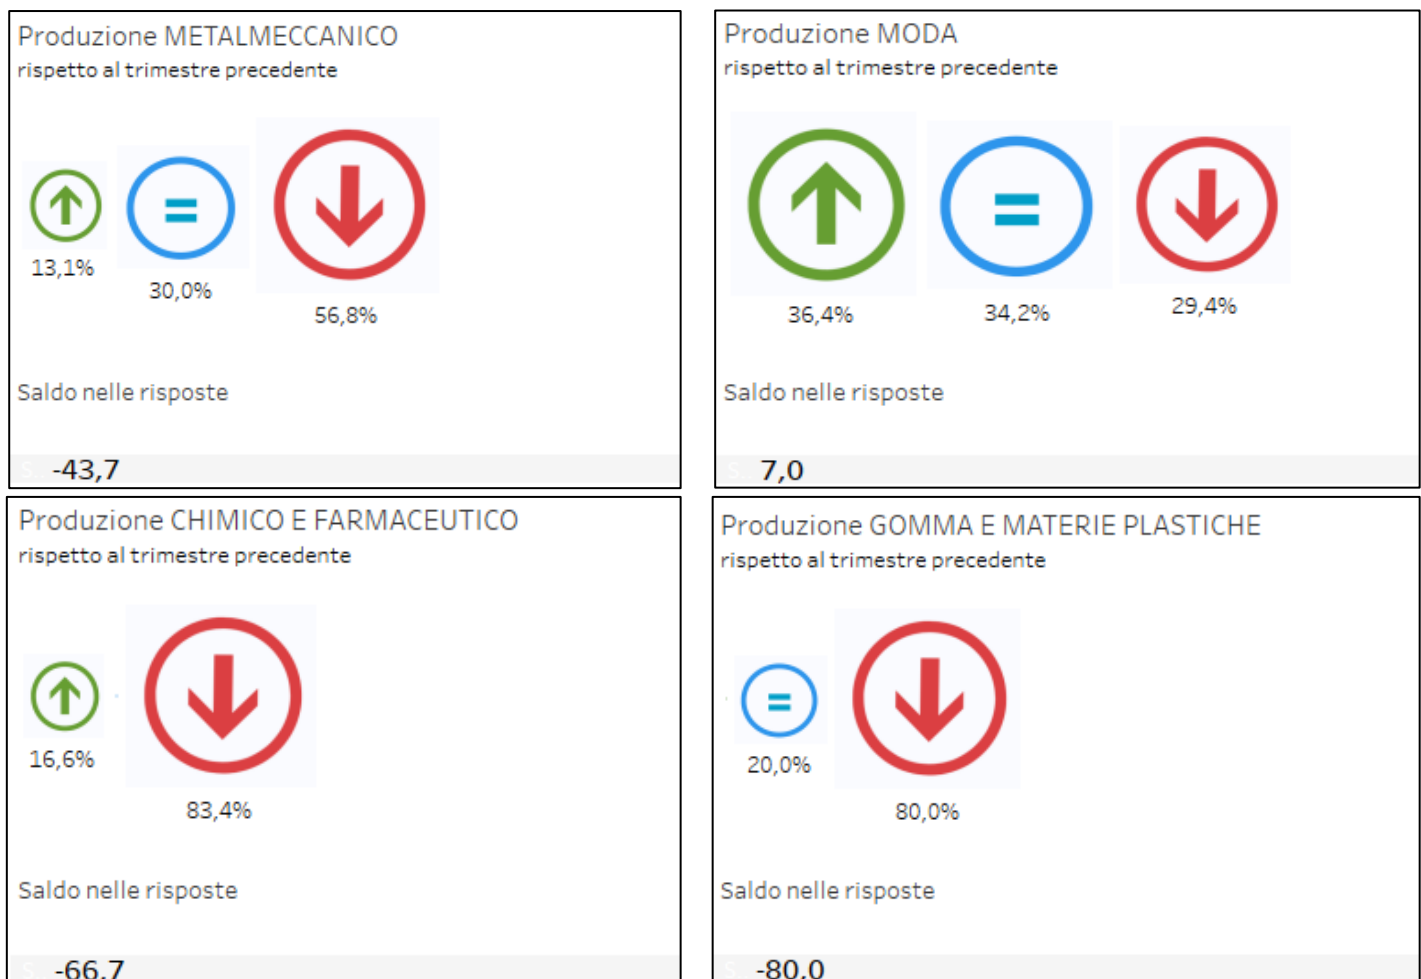 Produzione METALMECCANICO
rispetto al trimestre precedente
13,1%
30,0%
56,8%
Saldo nelle risposte
S.. -43,7
Produzione MODA
rispetto al trimestre precedente
36,4%
34,2%
29,4%
Saldo nelle risposte
S.. 7,0
Produzione CHIMICO E FARMACEUTICO
rispetto al trimestre precedente
16,6%
83,4%
Saldo nelle risposte
S.. -66,7
Produzione GOMMA E MATERIE PLASTICHE
rispetto al trimestre precedente
20,0%
80,0%
Saldo nelle risposte
S.. -80,0